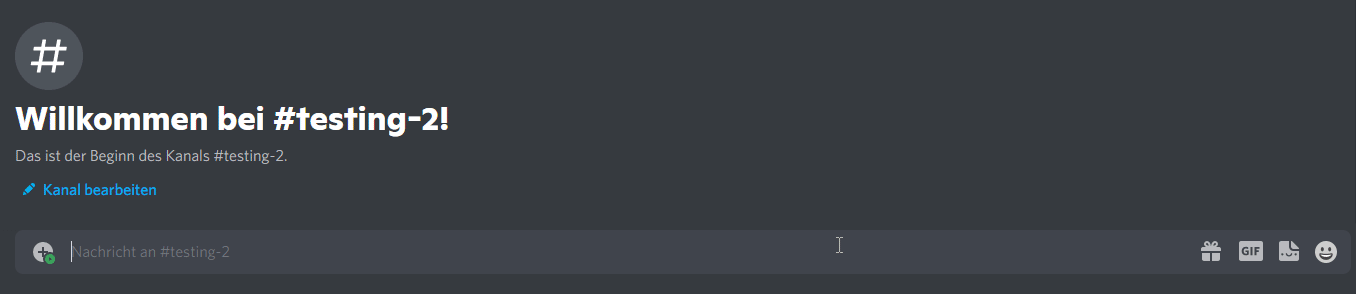 Willkommen bei #testing-2!
Das ist der Beginn des Kanals #testing-2.
Kanal bearbeiten
Nachricht an #testing-2
GIF